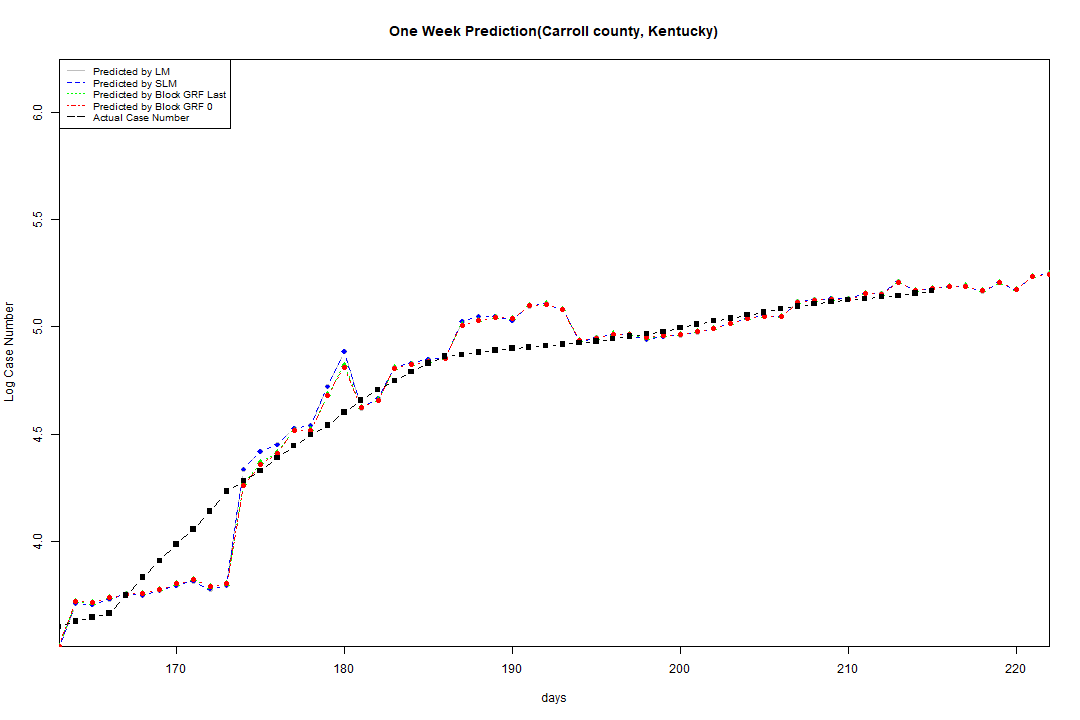 One Week Prediction(Carroll county, Kentucky)
Predicted by LM
Predicted by SLM
Predicted by Block GRF Last
Predicted by Block GRF 0
Actual Case Number
6.0
5.5
5.0
4.5
4.0
Log Case Number
170 180 190 200 210 220
days